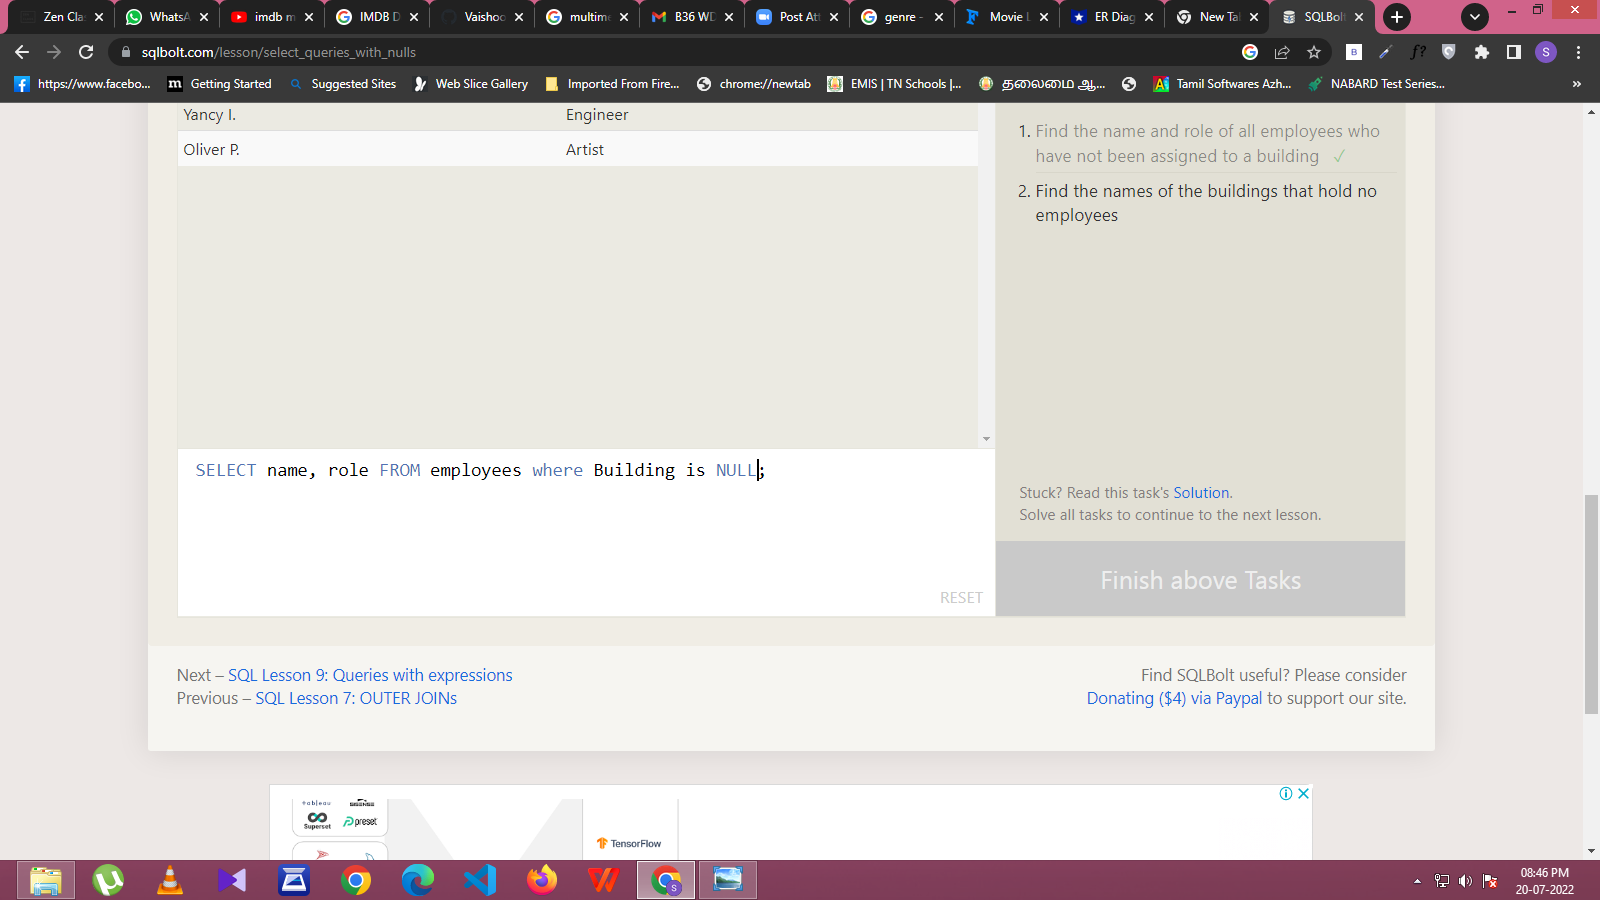 Zen Cla
WhatsA
imdb m
IMDB D
Vaishoo
multime
B36 WD
Post Att
genre -
Movie L
ER Diag
New Tab
SQLBolt
sqlbolt.com/lesson/select_queries_with_nulls
https://www.facebo...
Getting Started
Suggested Sites
Web Slice Gallery
Imported From Fire...
chrome://newtab
EMIS | TN Schools |...
தலைமை ஆ...
Tamil Softwares Azh...
NABARD Test Series...
»
Yancy I. Engineer
Oliver P. Artist
1. Find the name and role of all employees who
have not been assigned to a building ✓
2. Find the names of the buildings that hold no
employees
SELECT name, role FROM employees where Building is NULL;
RESET
Stuck? Read this task's Solution.
Solve all tasks to continue to the next lesson.
Finish above Tasks
Next – SQL Lesson 9: Queries with expressions
Previous – SQL Lesson 7: OUTER JOINs
Find SQLBolt useful? Please consider
Donating ($4) via Paypal to support our site.
+ableau
SISENSE
Superset
preset
TensorFlow
08:46 PM
20-07-2022